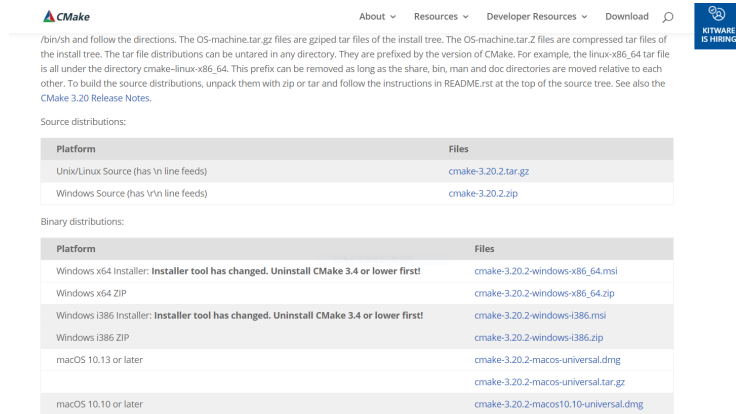 CMake
About Resources Developer Resources Download
KITWARE
IS HIRING
/bin/sh and follow the directions. The OS-machine.tar.gz files are gziped tar files of the install tree. The OS-machine.tar.Z files are compressed tar files of
the install tree. The tar file distributions can be untared in any directory. They are prefixed by the version of CMake. For example, the linux-x86_64 tar file
is all under the directory cmake–linux-x86_64. This prefix can be removed as long as the share, bin, man and doc directories are moved relative to each
other. To build the source distributions, unpack them with zip or tar and follow the instructions in README.rst at the top of the source tree. See also the
CMake 3.20 Release Notes.
Source distributions:
Platform Files
Unix/Linux Source (has \n line feeds) cmake-3.20.2.tar.gz
Windows Source (has \r\n line feeds) cmake-3.20.2.zip
Binary distributions:
Platform Files
Windows x64 Installer: Installer tool has changed. Uninstall CMake 3.4 or lower first! cmake-3.20.2-windows-x86_64.msi
Windows x64 ZIP cmake-3.20.2-windows-x86_64.zip
Windows i386 Installer: Installer tool has changed. Uninstall CMake 3.4 or lower first! cmake-3.20.2-windows-i386.msi
Windows i386 ZIP cmake-3.20.2-windows-i386.zip
macOS 10.13 or later cmake-3.20.2-macos-universal.dmg
cmake-3.20.2-macos-universal.tar.gz
macOS 10.10 or later cmake-3.20.2-macos10.10-universal.dmg